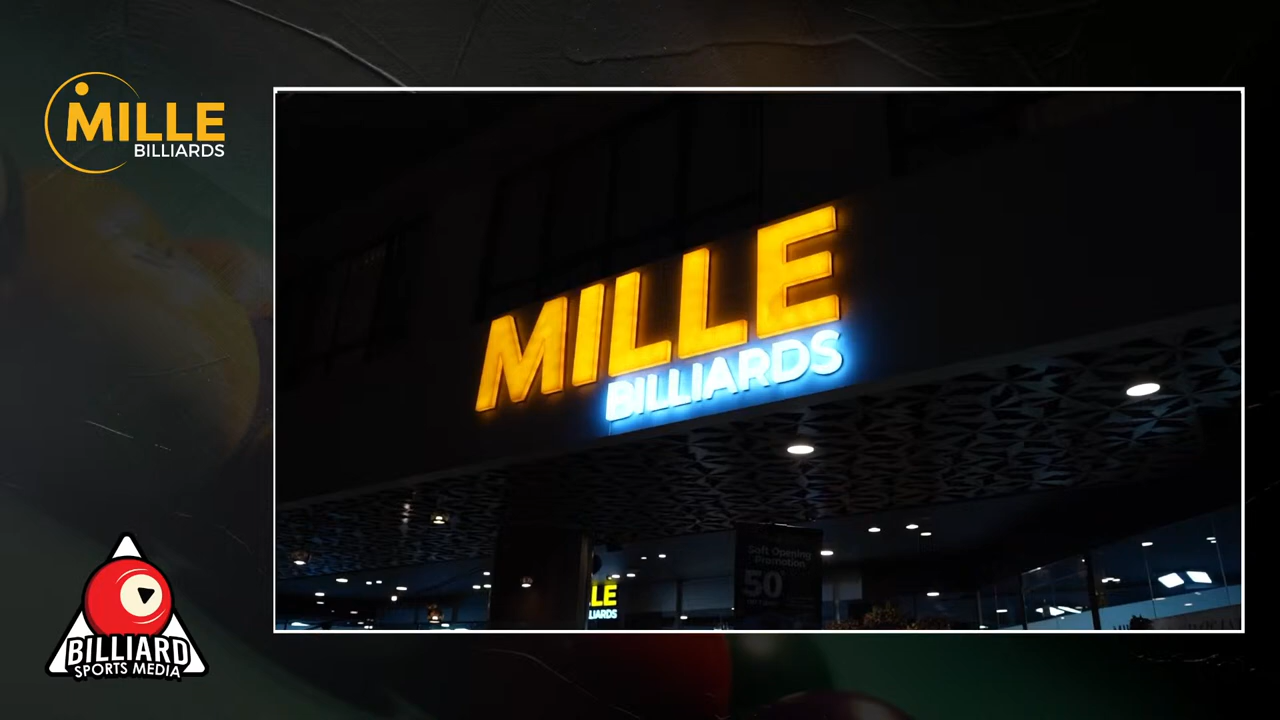 MILLE
BILLIARDS
MILLE
BILLIARDS
Soft Opening
Promotion
50
LE
LIARDS
BILLIARD
SPORTS MEDIA